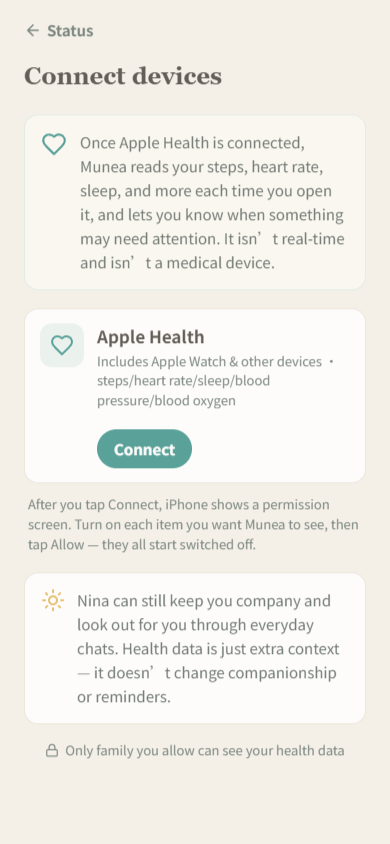 ← Status
Connect devices
Once Apple Health is connected,
Munea reads your steps, heart rate,
sleep, and more each time you open
it, and lets you know when something
may need attention. It isn’t real-time
and isn’t a medical device.
Apple Health
Includes Apple Watch & other devices ・
steps/heart rate/sleep/blood
pressure/blood oxygen
Connect
After you tap Connect, iPhone shows a permission
screen. Turn on each item you want Munea to see, then
tap Allow — they all start switched off.
Nina can still keep you company and
look out for you through everyday
chats. Health data is just extra context
— it doesn’t change companionship
or reminders.
Only family you allow can see your health data